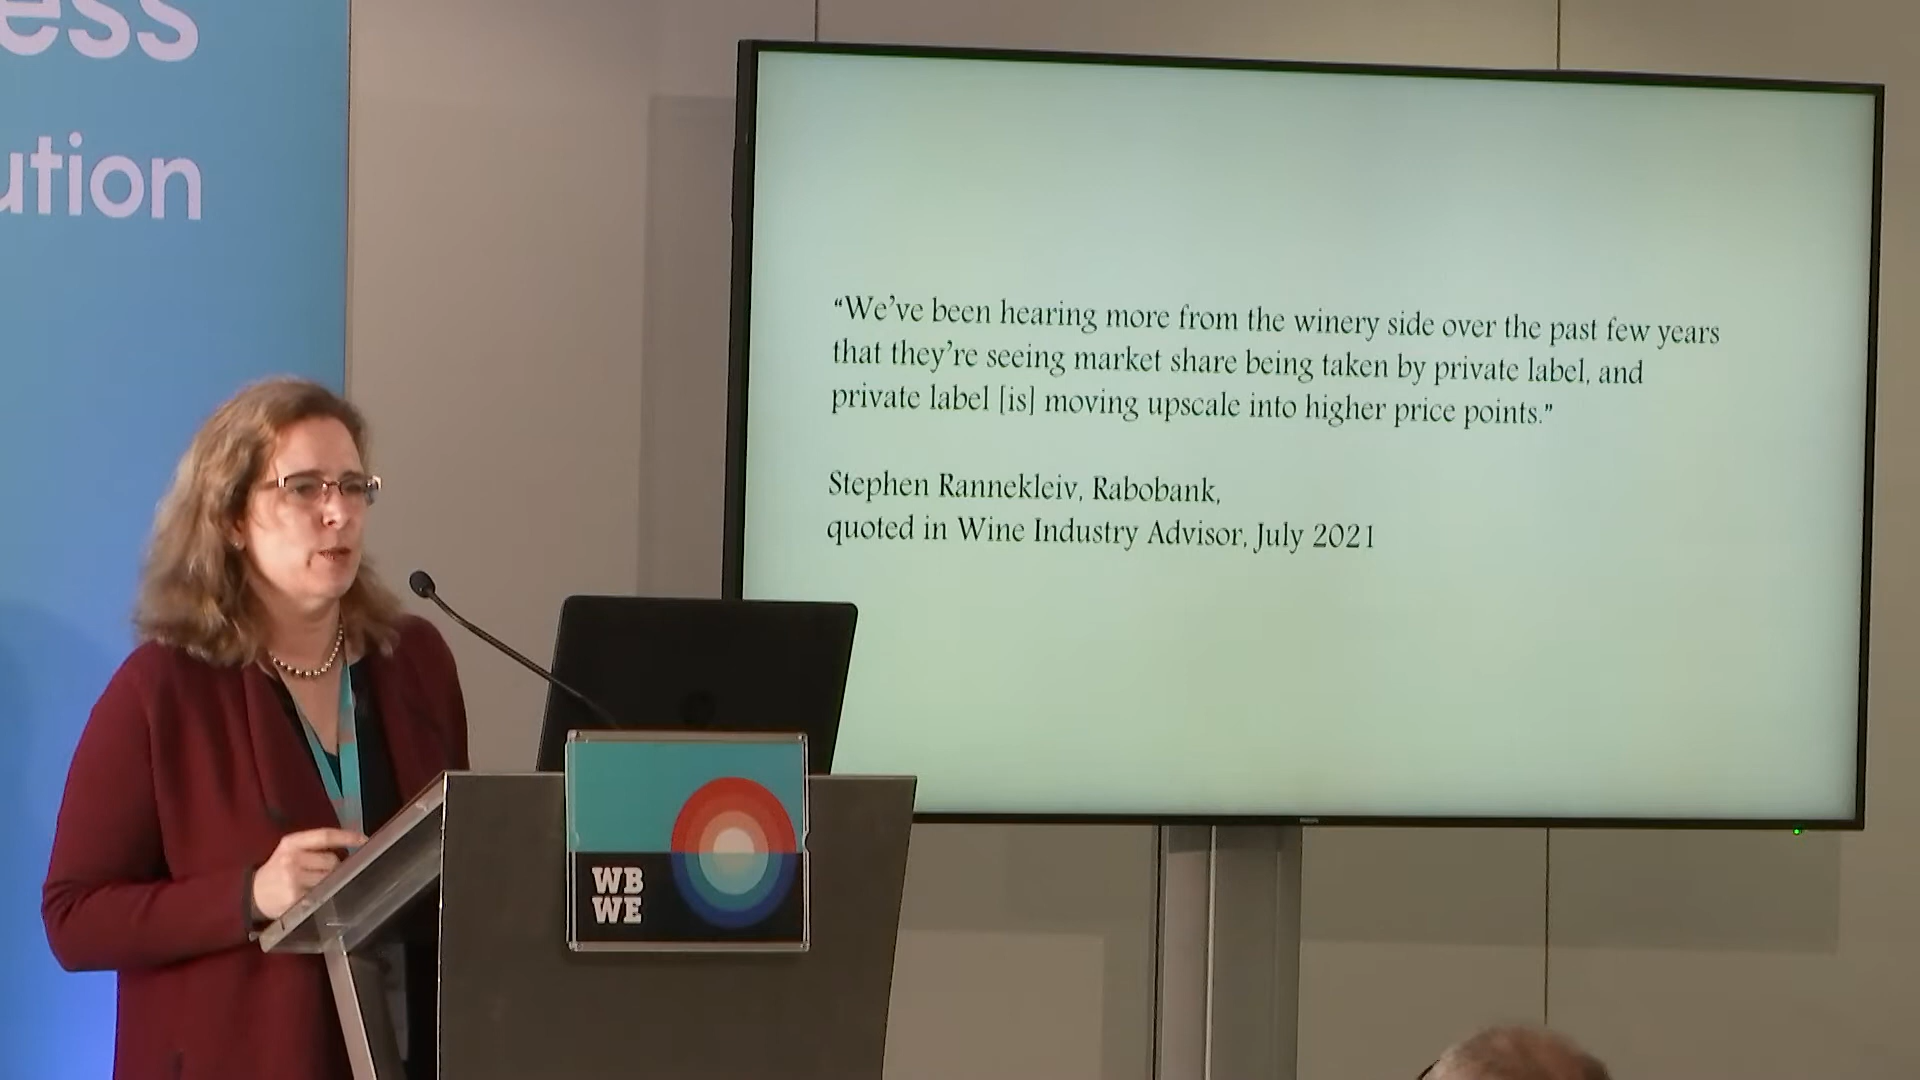 ess
ution
“We’ve been hearing more from the winery side over the past few years
that they’re seeing market share being taken by private label, and
private label [is] moving upscale into higher price points.”
Stephen Rannekleiv, Rabobank,
quoted in Wine Industry Advisor, July 2021
WB
WE